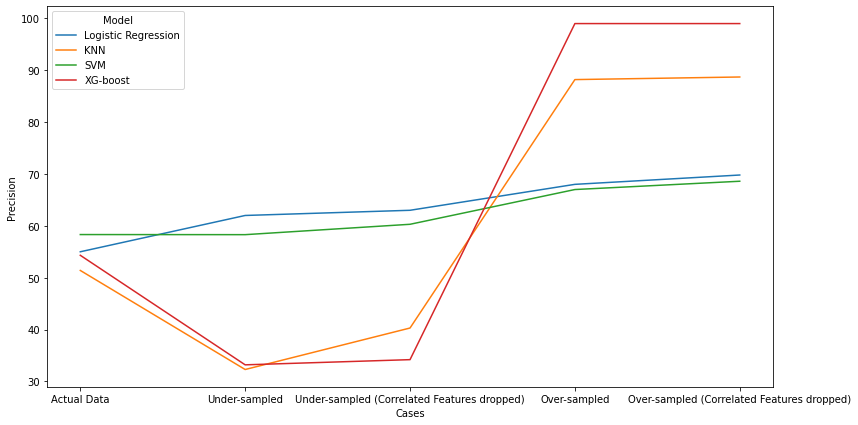 Model
Logistic Regression
KNN
SVM
XG-boost
100
90
80
70
60
50
40
30
Precision
Actual Data
Under-sampled
Under-sampled (Correlated Features dropped)
Over-sampled
Over-sampled (Correlated Features dropped)
Cases